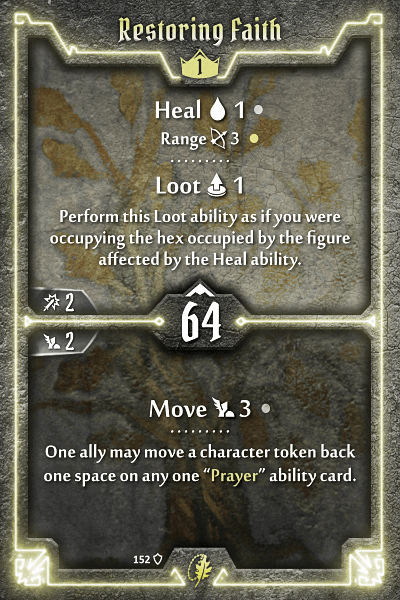 Restoring Faith
1
Heal 1
Range 3
Loot 1
Perform this Loot ability as if you were
occupying the hex occupied by the figure
affected by the Heal ability.
2
64
2
Move 3
One ally may move a character token back
one space on any one “Prayer” ability card.
152